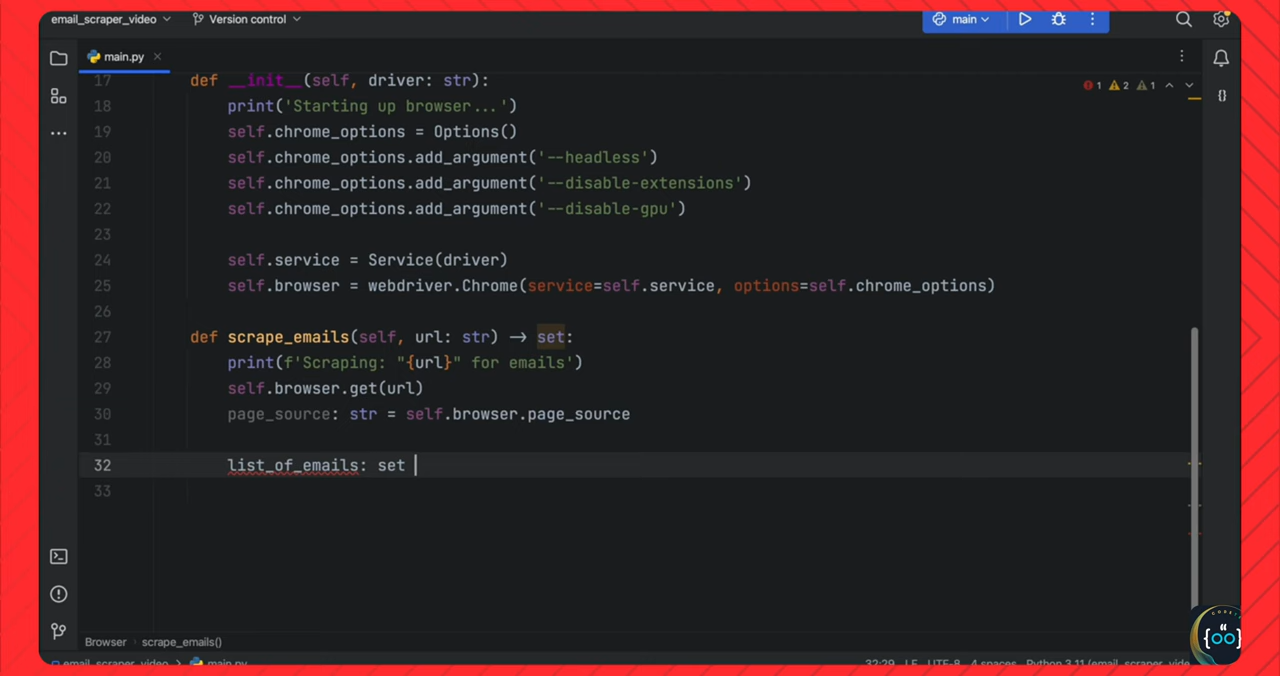 email_scraper_video
Version control
main
main.py
17 def __init__(self, driver: str):
1 2 1
18 print('Starting up browser...')
19 self.chrome_options = Options()
20 self.chrome_options.add_argument('--headless')
21 self.chrome_options.add_argument('--disable-extensions')
22 self.chrome_options.add_argument('--disable-gpu')
23
24 self.service = Service(driver)
25 self.browser = webdriver.Chrome(service=self.service, options=self.chrome_options)
26
27 def scrape_emails(self, url: str) → set:
28 print(f'Scraping: "{url}" for emails')
29 self.browser.get(url)
30 page_source: str = self.browser.page_source
31
32 list_of_emails: set
33
Browser › scrape_emails()
email_scraper_video › main.py
32:29 LF UTF-8 4 spaces Python 3.11 (email_scraper_vide